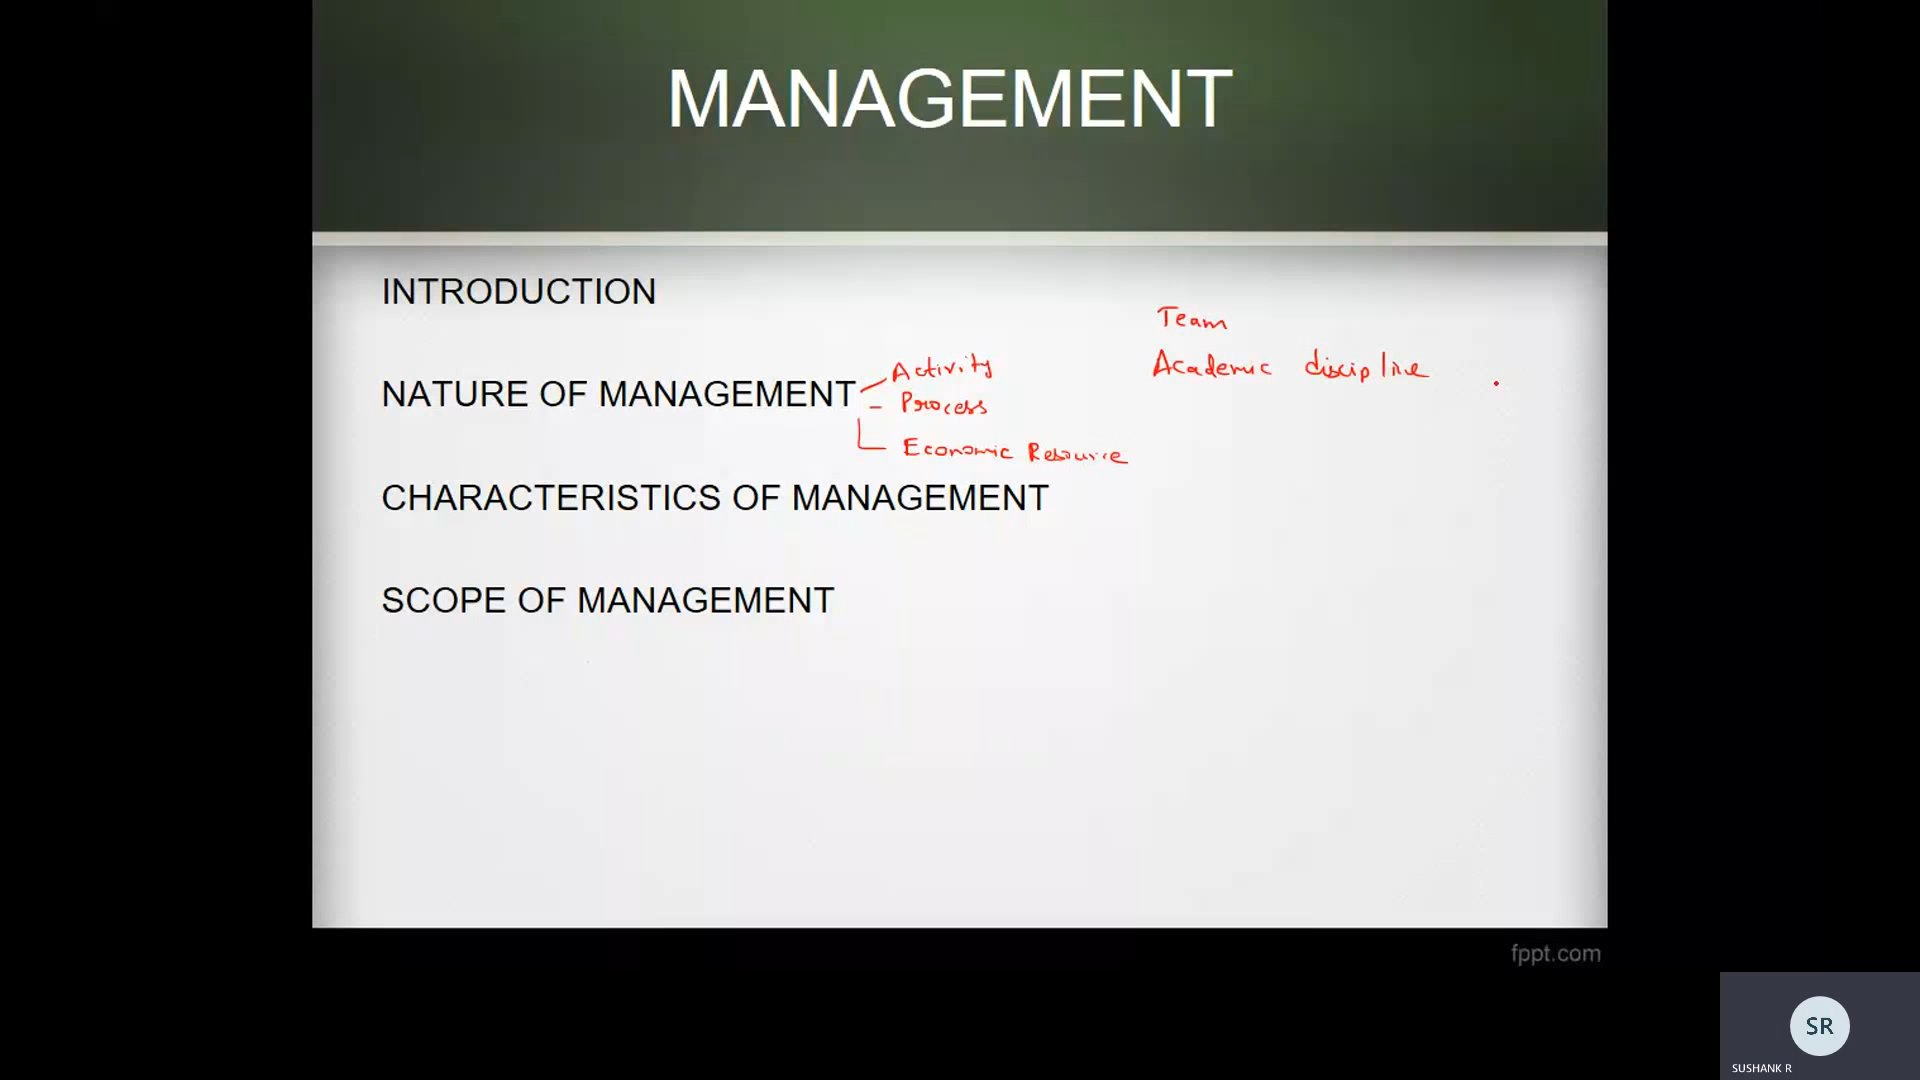 MANAGEMENT
INTRODUCTION
Team
Academic discipline
Activity
NATURE OF MANAGEMENT
Process
Economic Resource
CHARACTERISTICS OF MANAGEMENT
SCOPE OF MANAGEMENT
fppt.com
SR
SUSHANK R